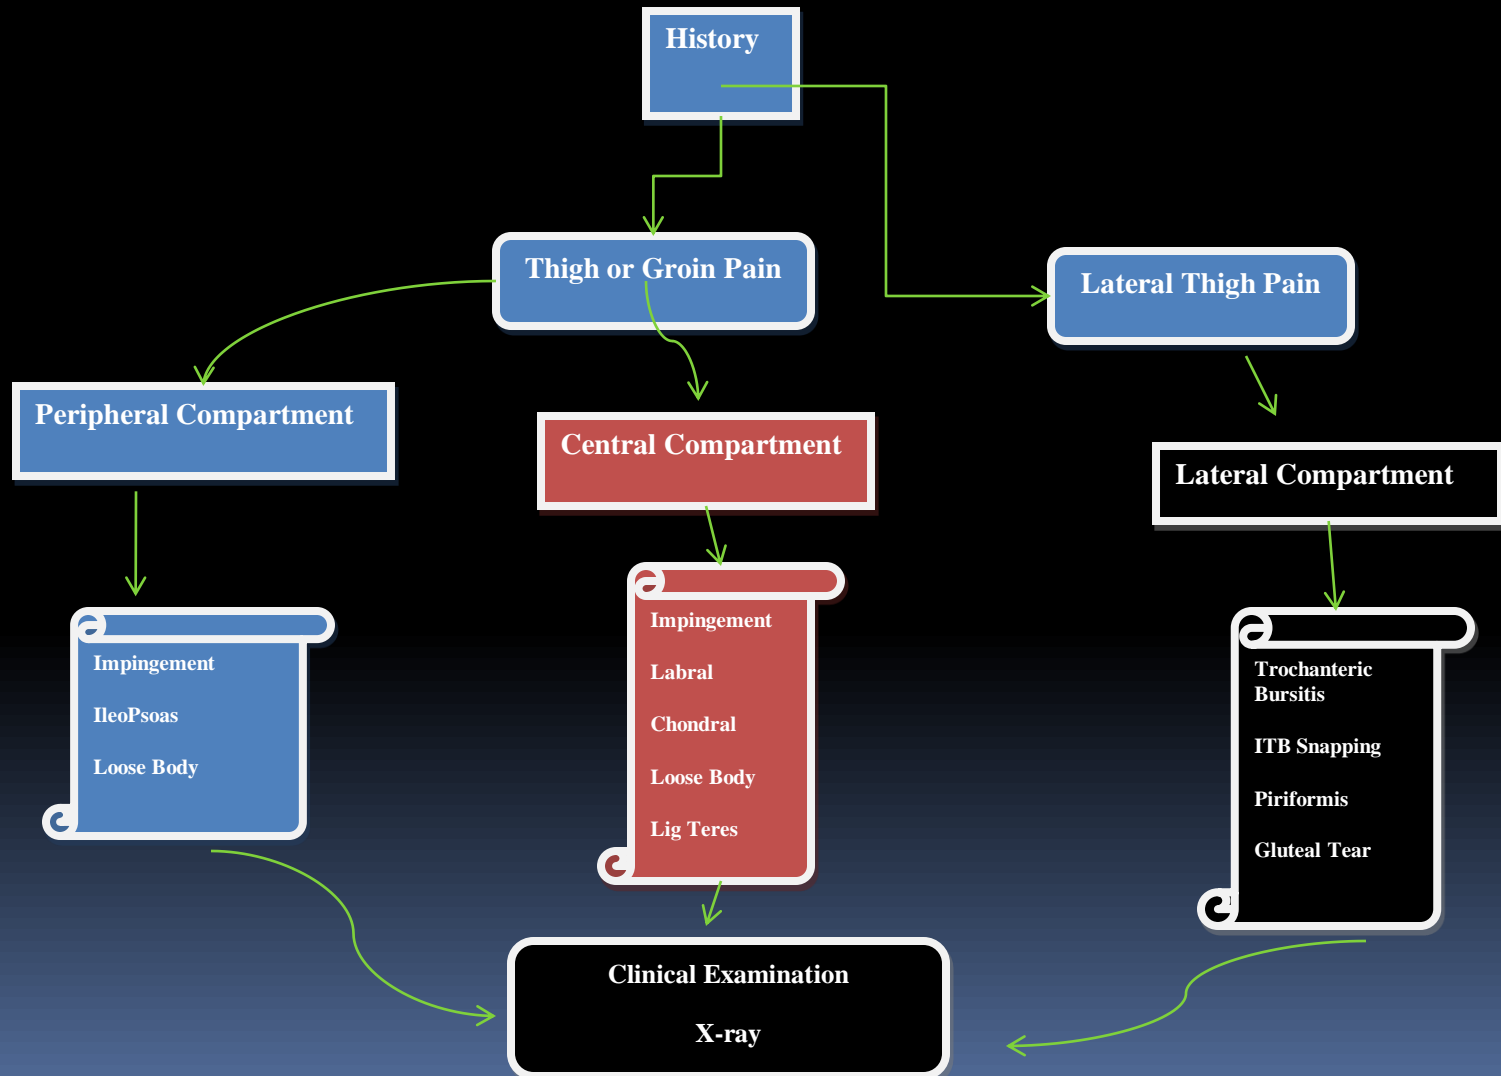 History
Thigh or Groin Pain
Lateral Thigh Pain
Peripheral Compartment
Central Compartment
Lateral Compartment
Impingement
IleoPsoas
Loose Body
Impingement
Labral
Chondral
Loose Body
Lig Teres
Trochanteric
Bursitis
ITB Snapping
Piriformis
Gluteal Tear
Clinical Examination
X-ray